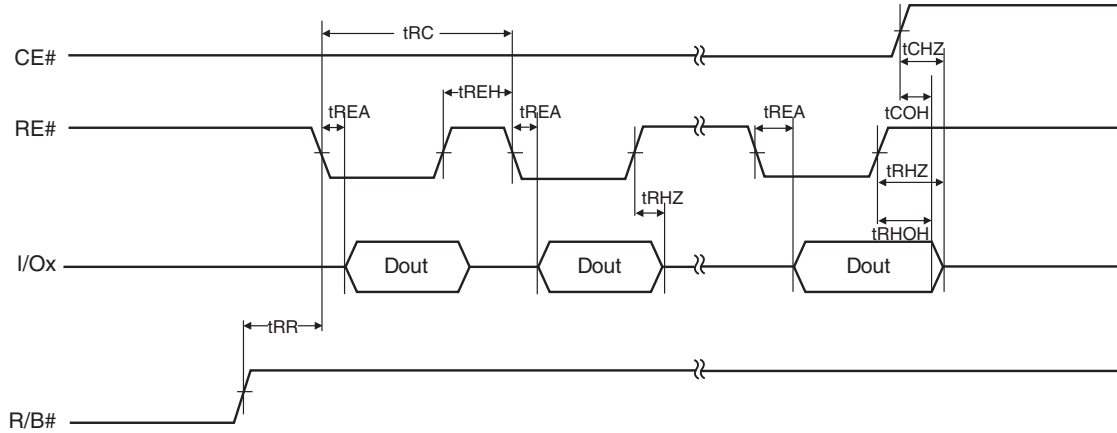 tRC
CE#
tCHZ
tREH
tREA
tREA
tREA
tCOH
RE#
tRHZ
tRHZ
tRHOH
I/Ox
Dout
Dout
Dout
tRR
R/B#